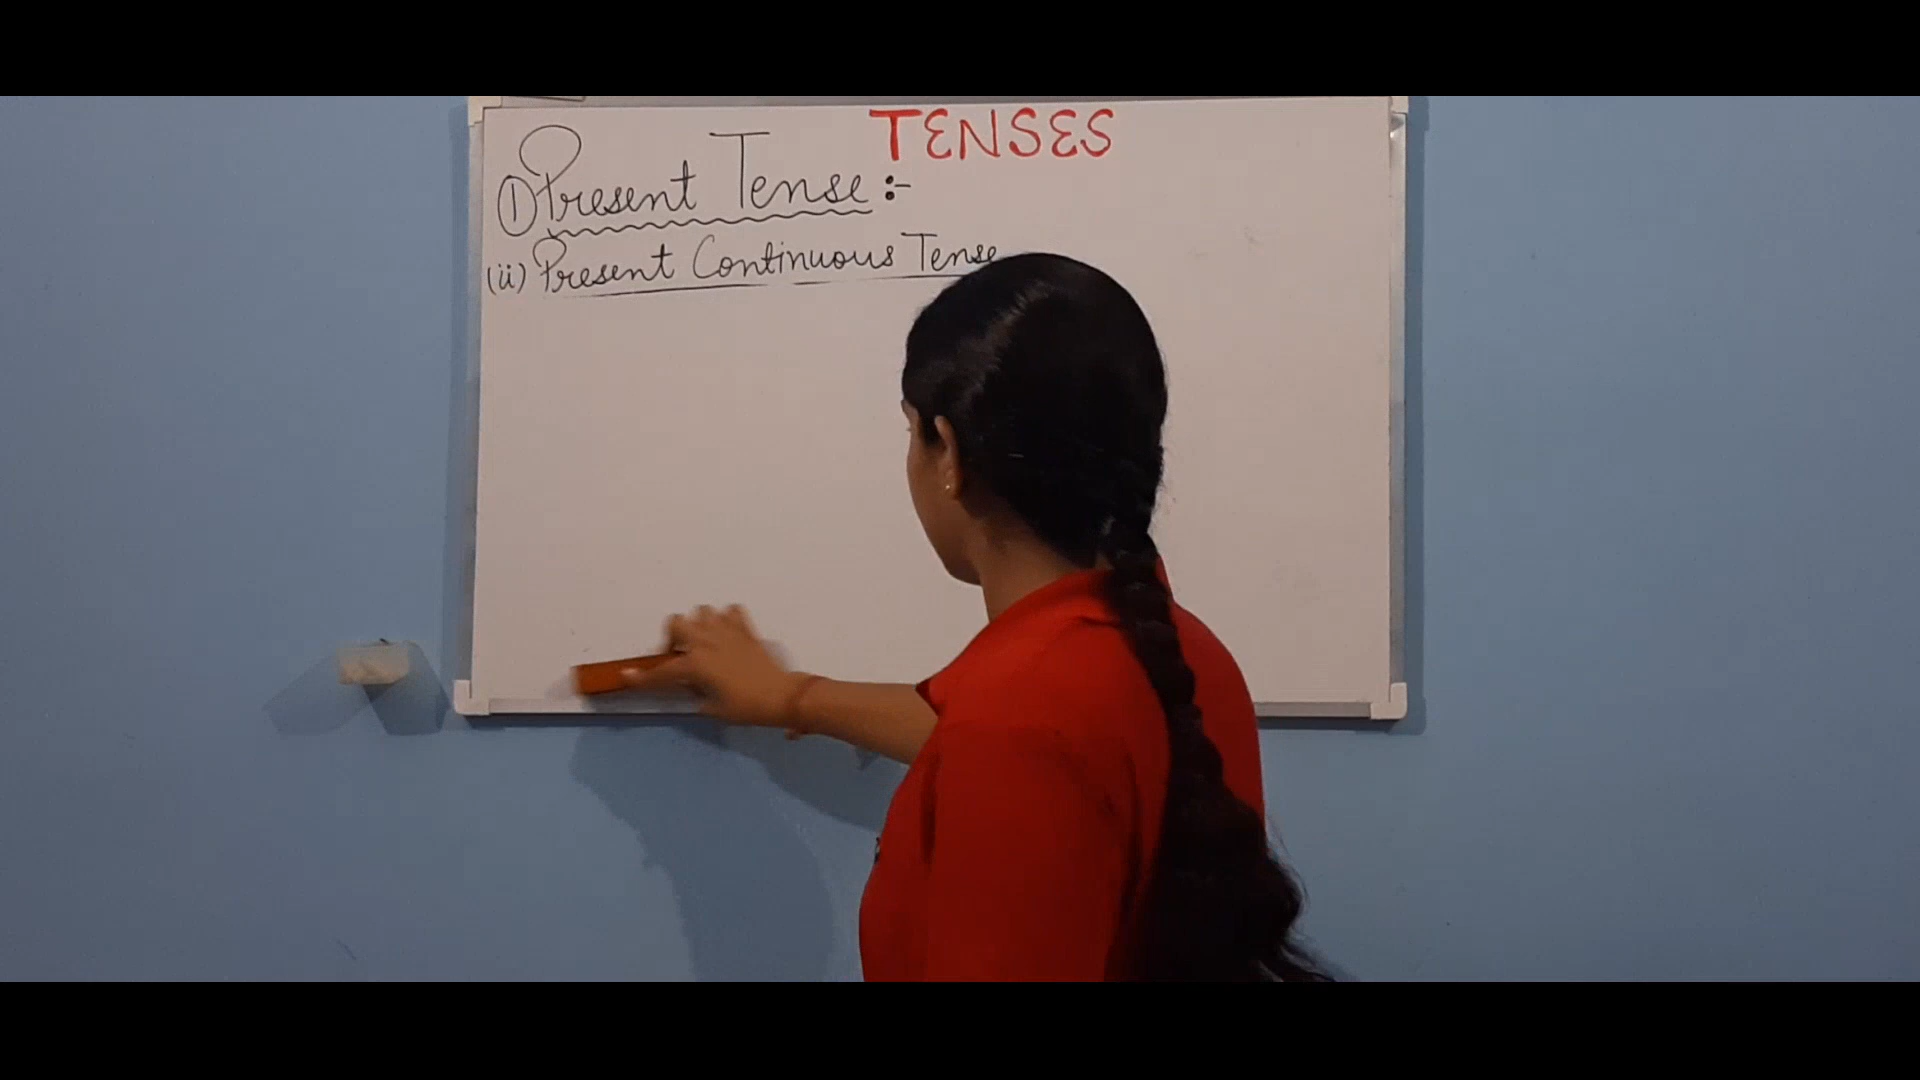 TENSES
① Present Tense :-
(ii) Present Continuous Tense